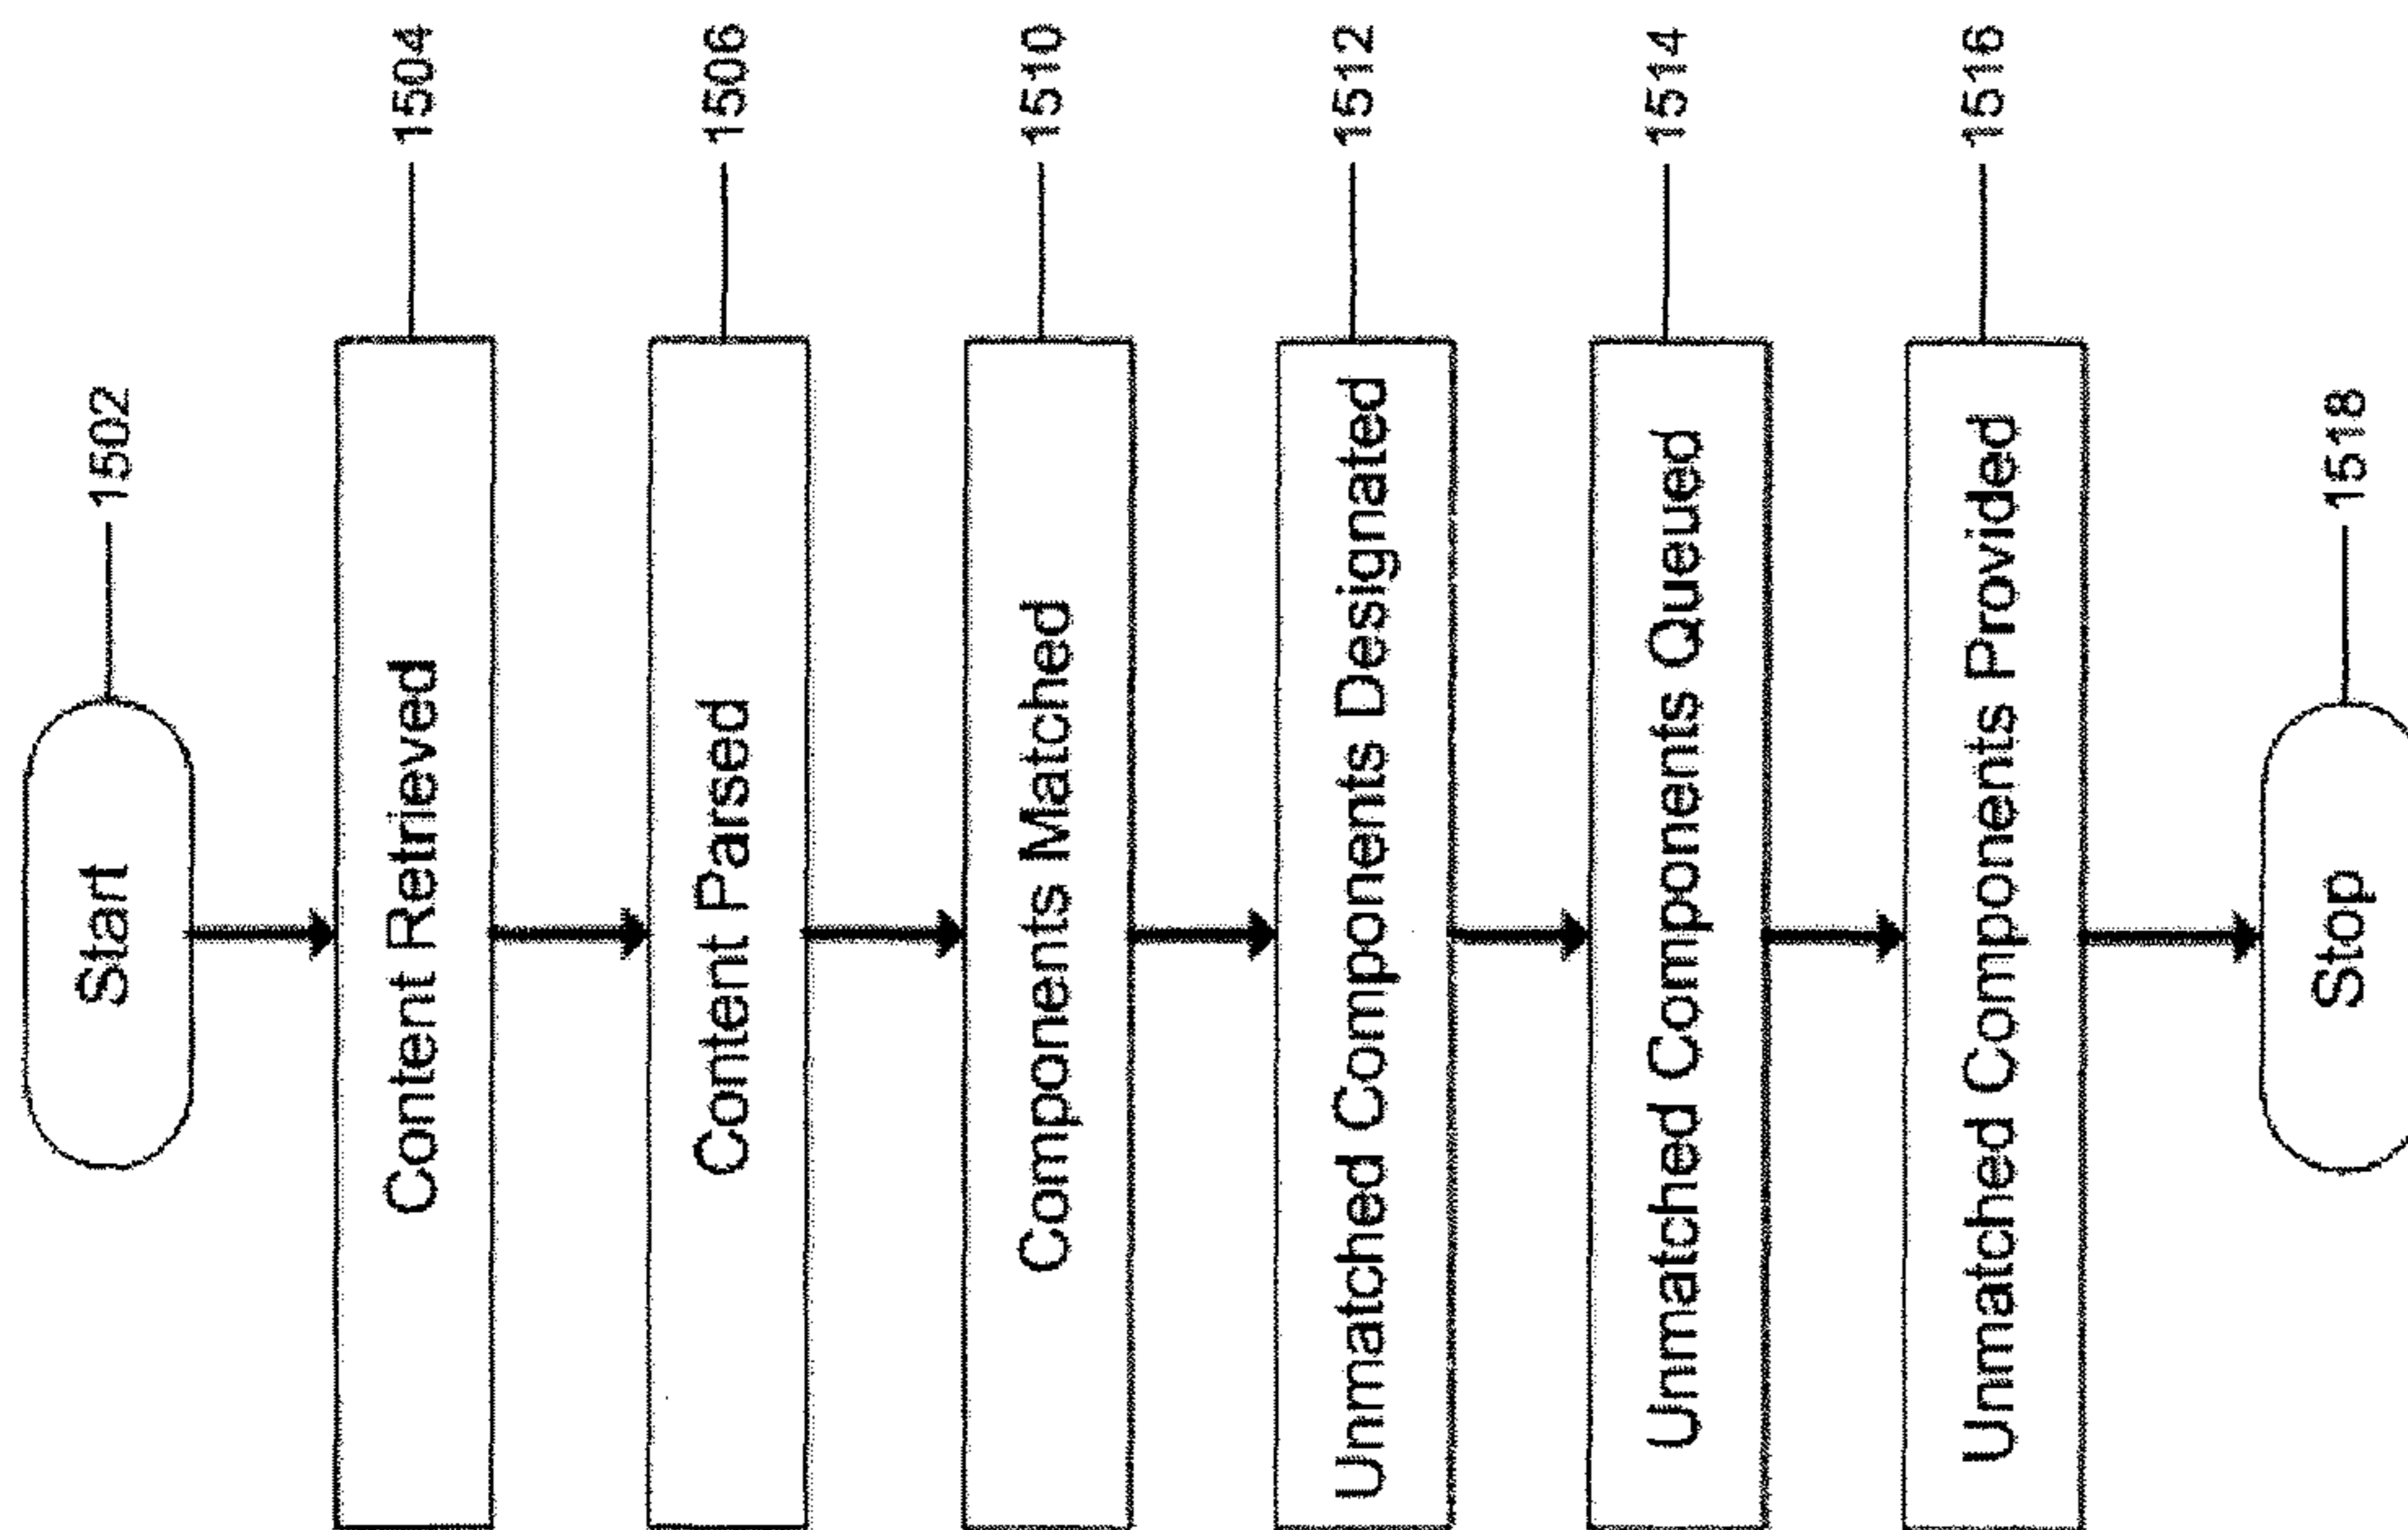 Start
1502
Content Retrieved
1504
Content Parsed
1506
Components Matched
1510
Unmatched Components Designated
1512
Unmatched Components Queued
1514
Unmatched Components Provided
1516
Stop
1518